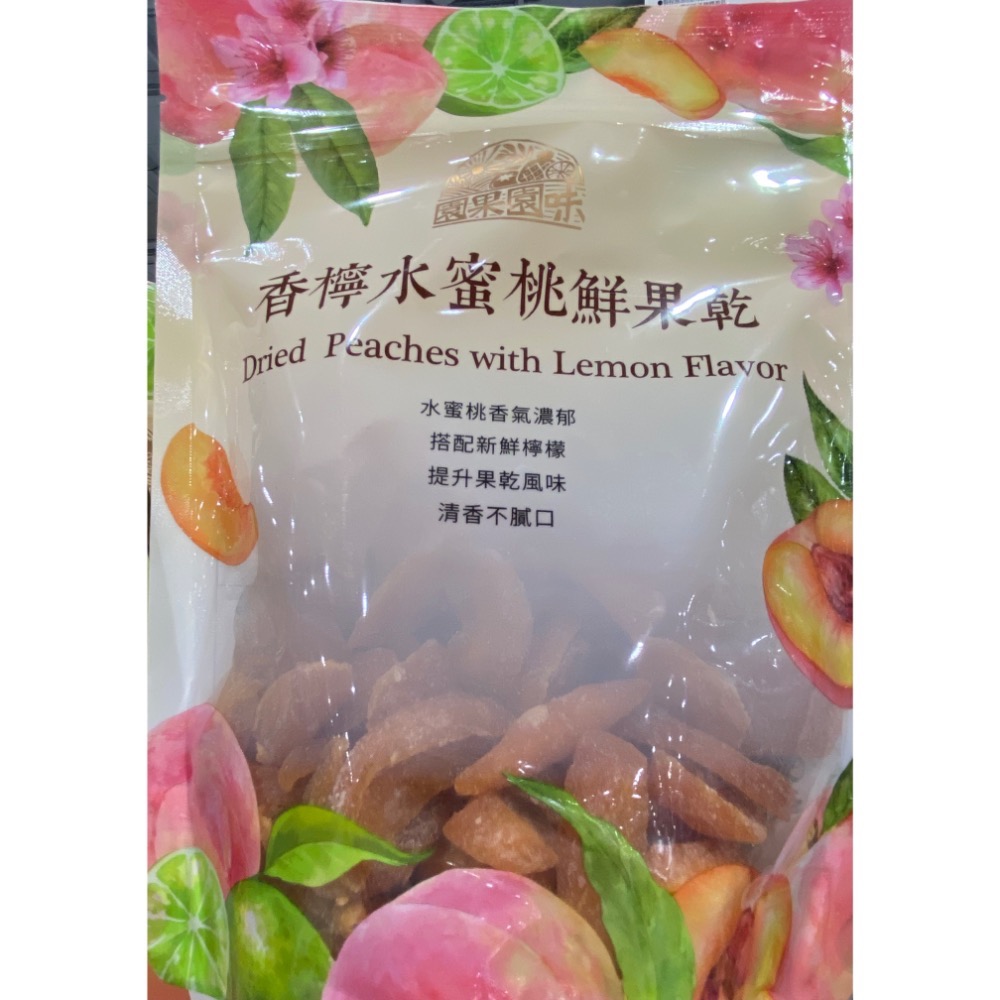 園果園味
香檸水蜜桃鮮果乾
Dried Peaches with Lemon Flavor
水蜜桃香氣濃郁
搭配新鮮檸檬
提升果乾風味
清香不膩口